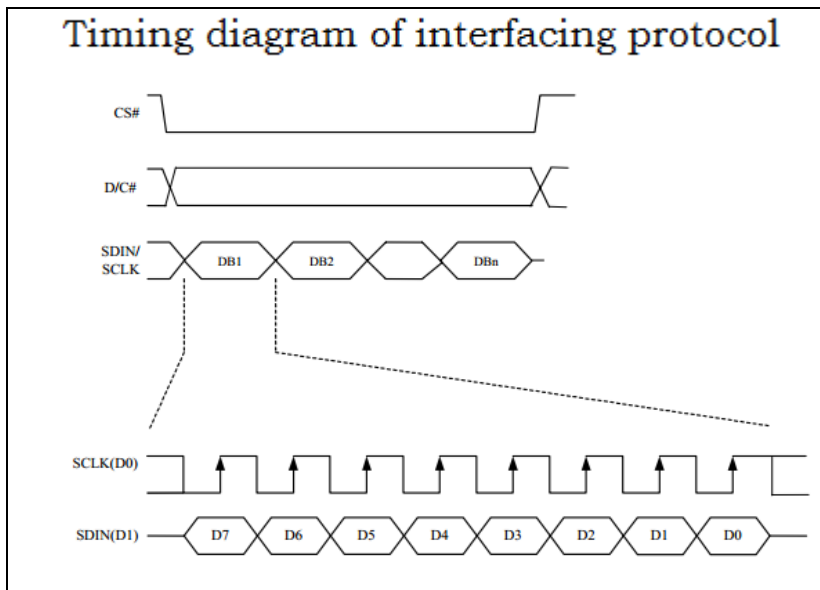 Timing diagram of interfacing protocol
CS#
D/C#
SDIN/
SCLK
DB1 DB2 DBn
SCLK(D0)
SDIN(D1) D7 D6 D5 D4 D3 D2 D1 D0